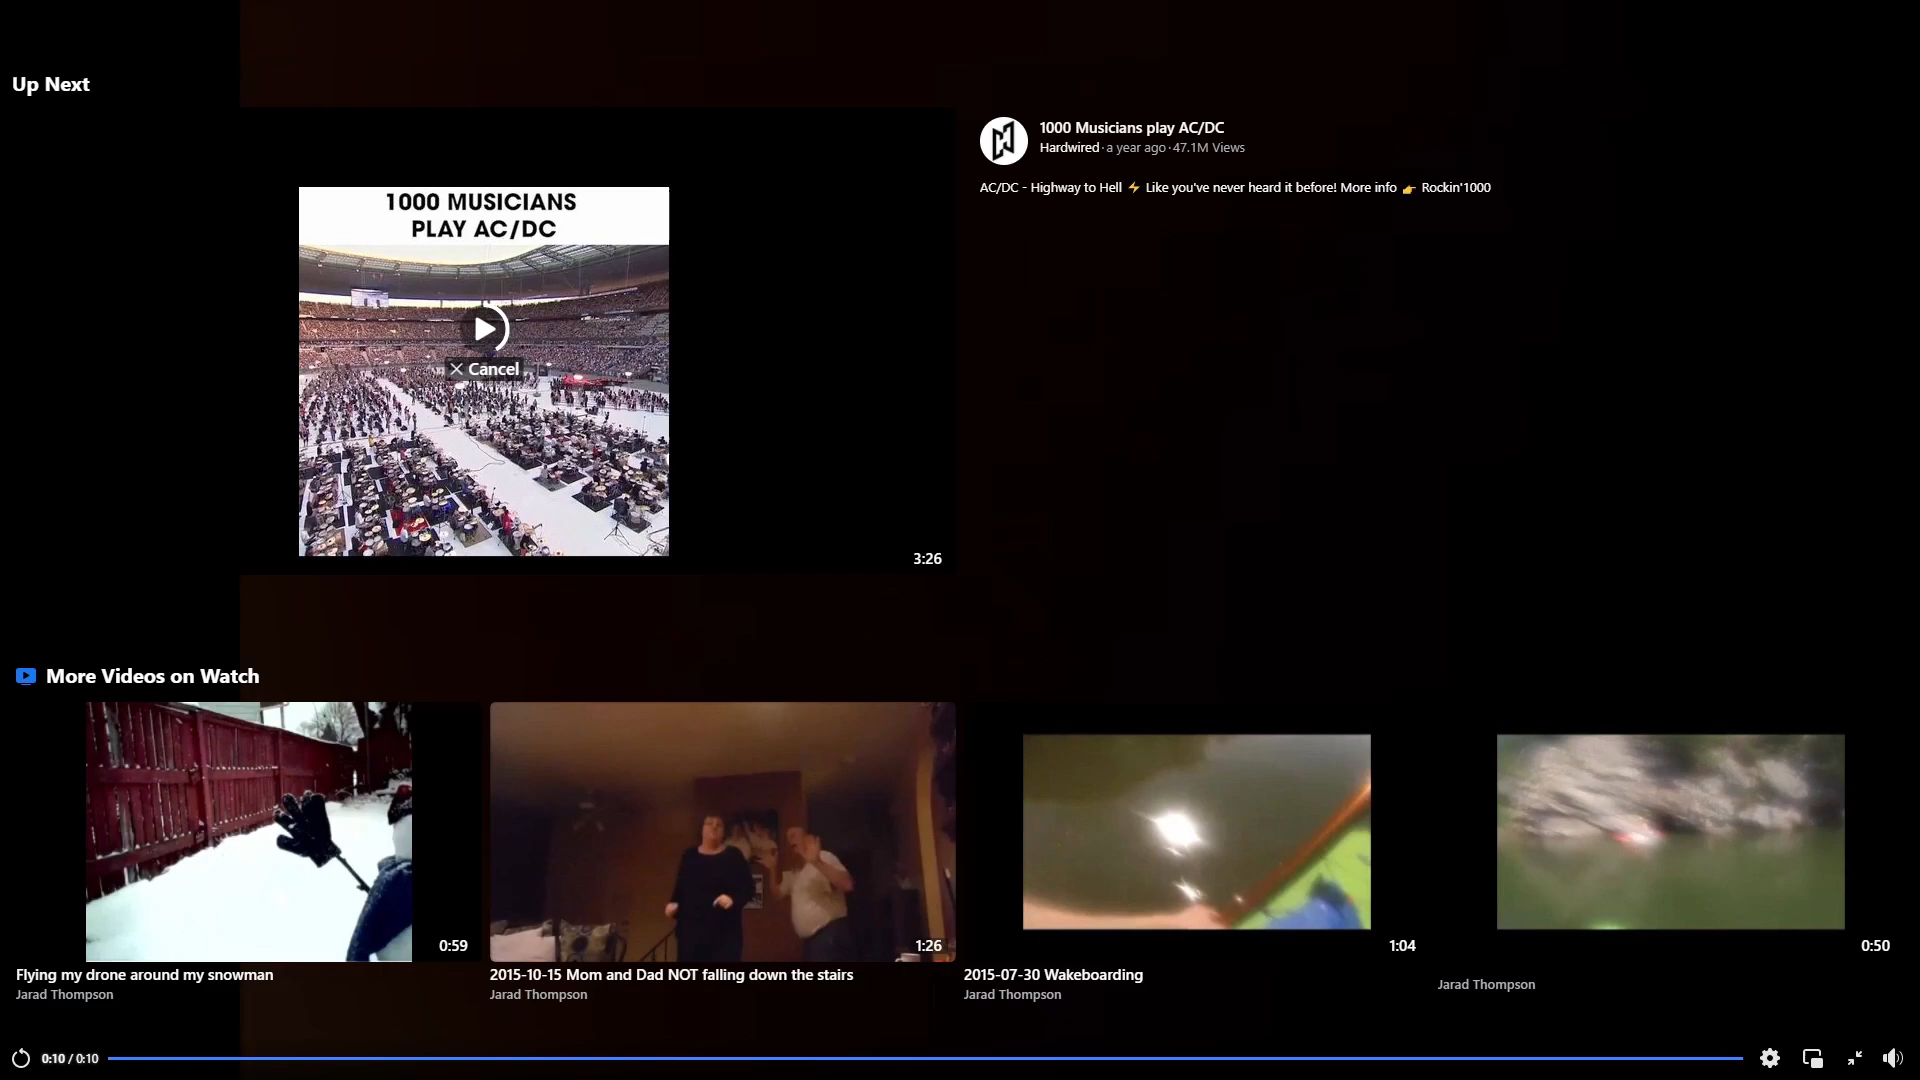 Up Next
1000 MUSICIANS
PLAY AC/DC
Cancel
3:26
1000 Musicians play AC/DC
Hardwired · a year ago · 47.1M Views
AC/DC - Highway to Hell ⚡ Like you've never heard it before! More info 👉 Rockin'1000
More Videos on Watch
0:59
Flying my drone around my snowman
Jarad Thompson
1:26
2015-10-15 Mom and Dad NOT falling down the stairs
Jarad Thompson
1:04
2015-07-30 Wakeboarding
Jarad Thompson
0:50
Jarad Thompson
0:10 / 0:10